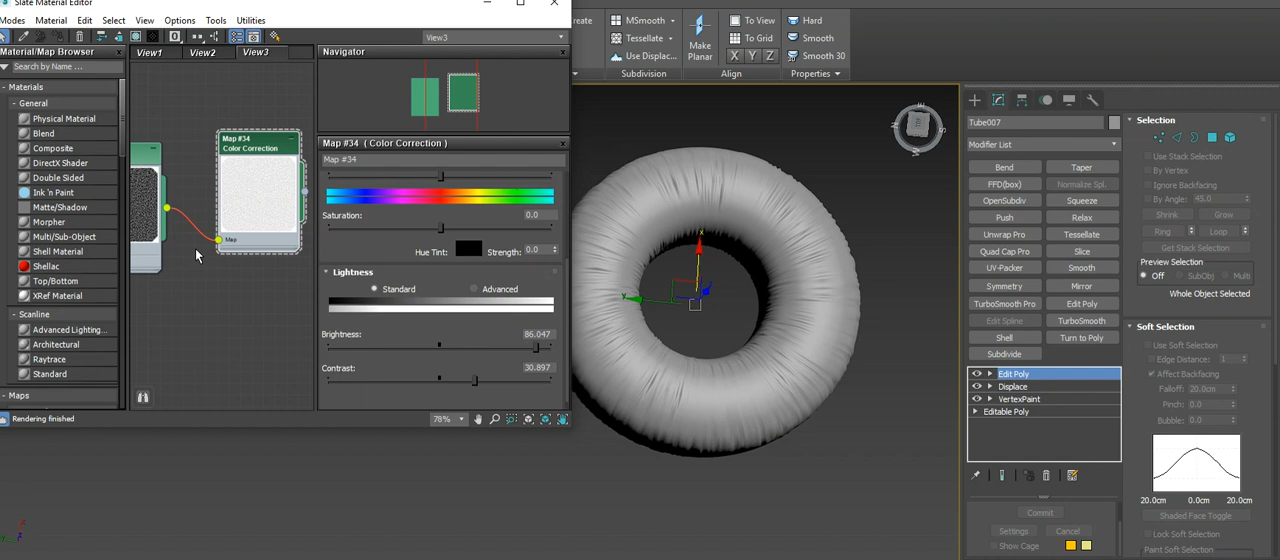 Slate Material Editor
Modes Material Edit Select View Options Tools Utilities
View3
Material/Map Browser
Search by Name ...
- Materials
- General
Physical Material
Blend
Composite
DirectX Shader
Double Sided
Ink 'n Paint
Matte/Shadow
Morpher
Multi/Sub-Object
Shell Material
Shellac
Top/Bottom
XRef Material
- Scanline
Advanced Lighting...
Architectural
Raytrace
Standard
- Maps
Rendering finished
View1 View2 View3
Map #34
Color Correction
Map
Navigator
Map #34 ( Color Correction )
Map #34
Saturation: 0.0
Hue Tint: Strength: 0.0
Lightness
Standard Advanced
Brightness: 86.047
Contrast: 30.897
78%
MSmooth
Tessellate
Use Displac...
Subdivision
Make
Planar
To View
To Grid
X Y Z
Align
Hard
Smooth
Smooth 30
Properties
Tube007
Modifier List
Bend Taper
FFD(box) Normalize Spl.
OpenSubdiv Squeeze
Push Relax
Unwrap Pro Tessellate
Quad Cap Pro Slice
UV-Packer Smooth
Symmetry Mirror
TurboSmooth Pro Edit Poly
Edit Spline TurboSmooth
Shell Turn to Poly
Subdivide
Edit Poly
Displace
VertexPaint
Editable Poly
Commit
Settings Cancel
Show Cage
Selection
Use Stack Selection
By Vertex
Ignore Backfacing
By Angle: 45.0
Shrink Grow
Ring Loop
Get Stack Selection
Preview Selection
Off SubObj Multi
Whole Object Selected
Soft Selection
Use Soft Selection
Edge Distance: 1
Affect Backfacing
Falloff: 20.0cm
Pinch: 0.0
Bubble: 0.0
20.0cm 0.0cm 20.0cm
Shaded Face Toggle
Lock Soft Selection
Paint Soft Selection